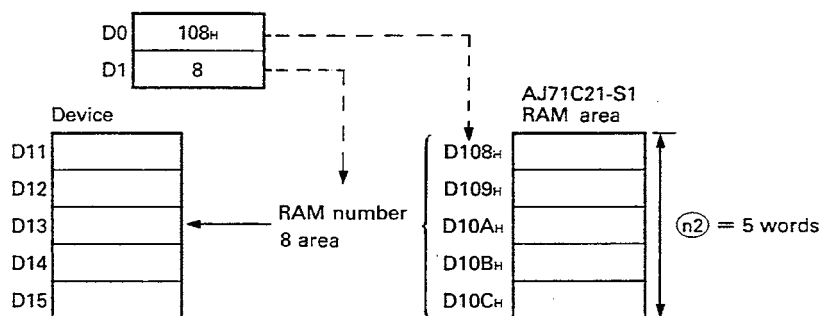 D0 108H
D1 8
AJ71C21-S1
RAM area
Device
D11
D12
D13
D14
D15
RAM number
8 area
D108H
D109H
D10AH
D10BH
D10CH
n2 = 5 words